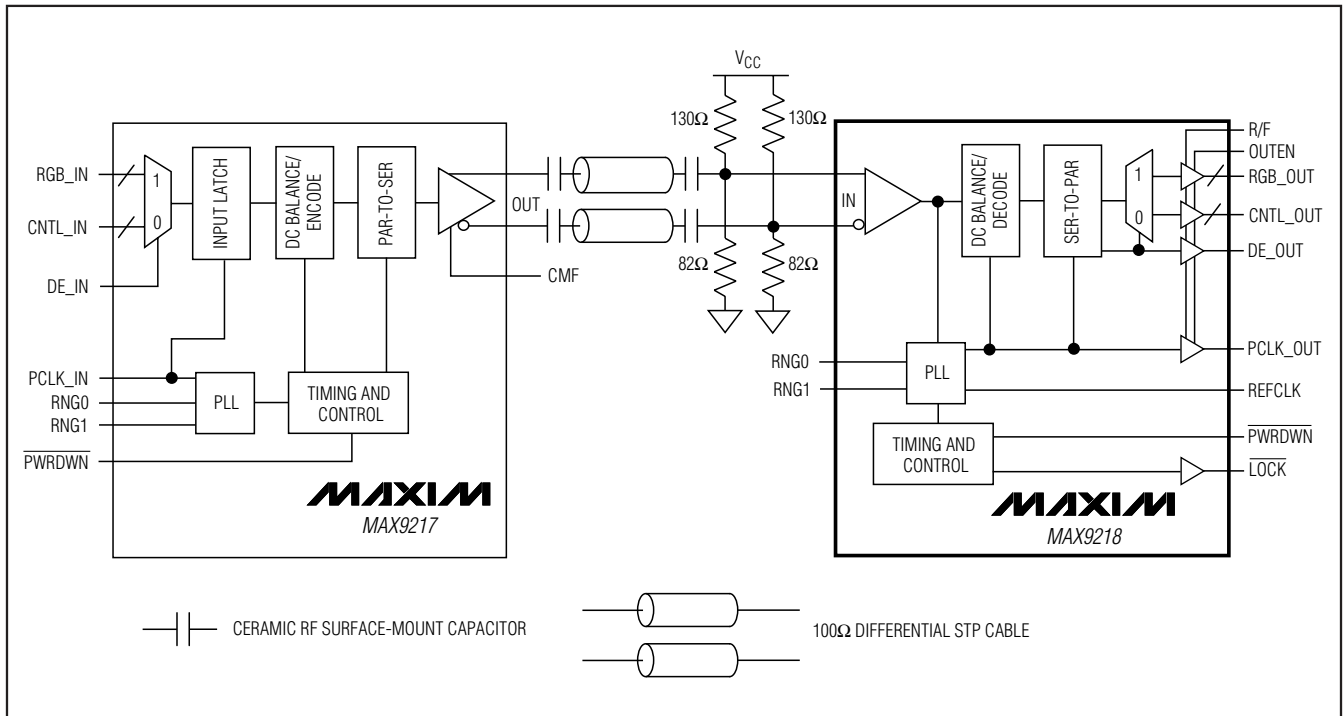 VCC
130Ω
130Ω
RGB_IN
CNTL_IN
DE_IN
PCLK_IN
RNG0
RNG1
PWRDWN
1
0
INPUT LATCH
DC BALANCE/
ENCODE
PAR-TO-SER
PLL
TIMING AND
CONTROL
OUT
CMF
MAXIM
MAX9217
82Ω
82Ω
IN
DC BALANCE/
DECODE
SER-TO-PAR
1
0
RNG0
RNG1
PLL
TIMING AND
CONTROL
R/F
OUTEN
RGB_OUT
CNTL_OUT
DE_OUT
PCLK_OUT
REFCLK
PWRDWN
LOCK
MAXIM
MAX9218
CERAMIC RF SURFACE-MOUNT CAPACITOR
100Ω DIFFERENTIAL STP CABLE